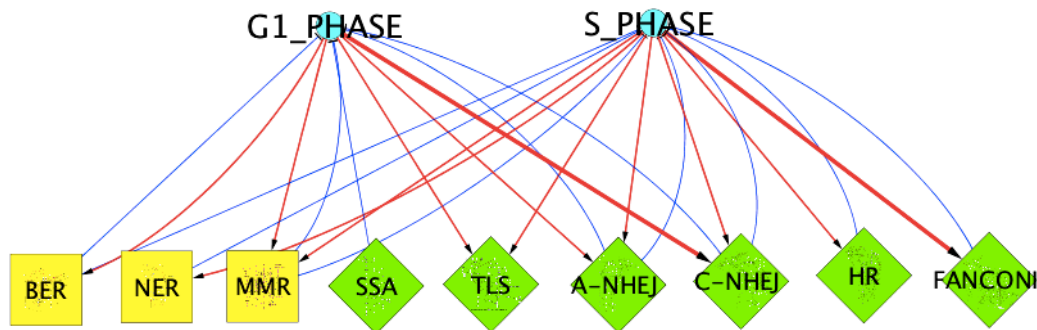 G1_PHASE
S_PHASE
BER
NER
MMR
SSA
TLS
A-NHEJ
C-NHEJ
HR
FANCONI